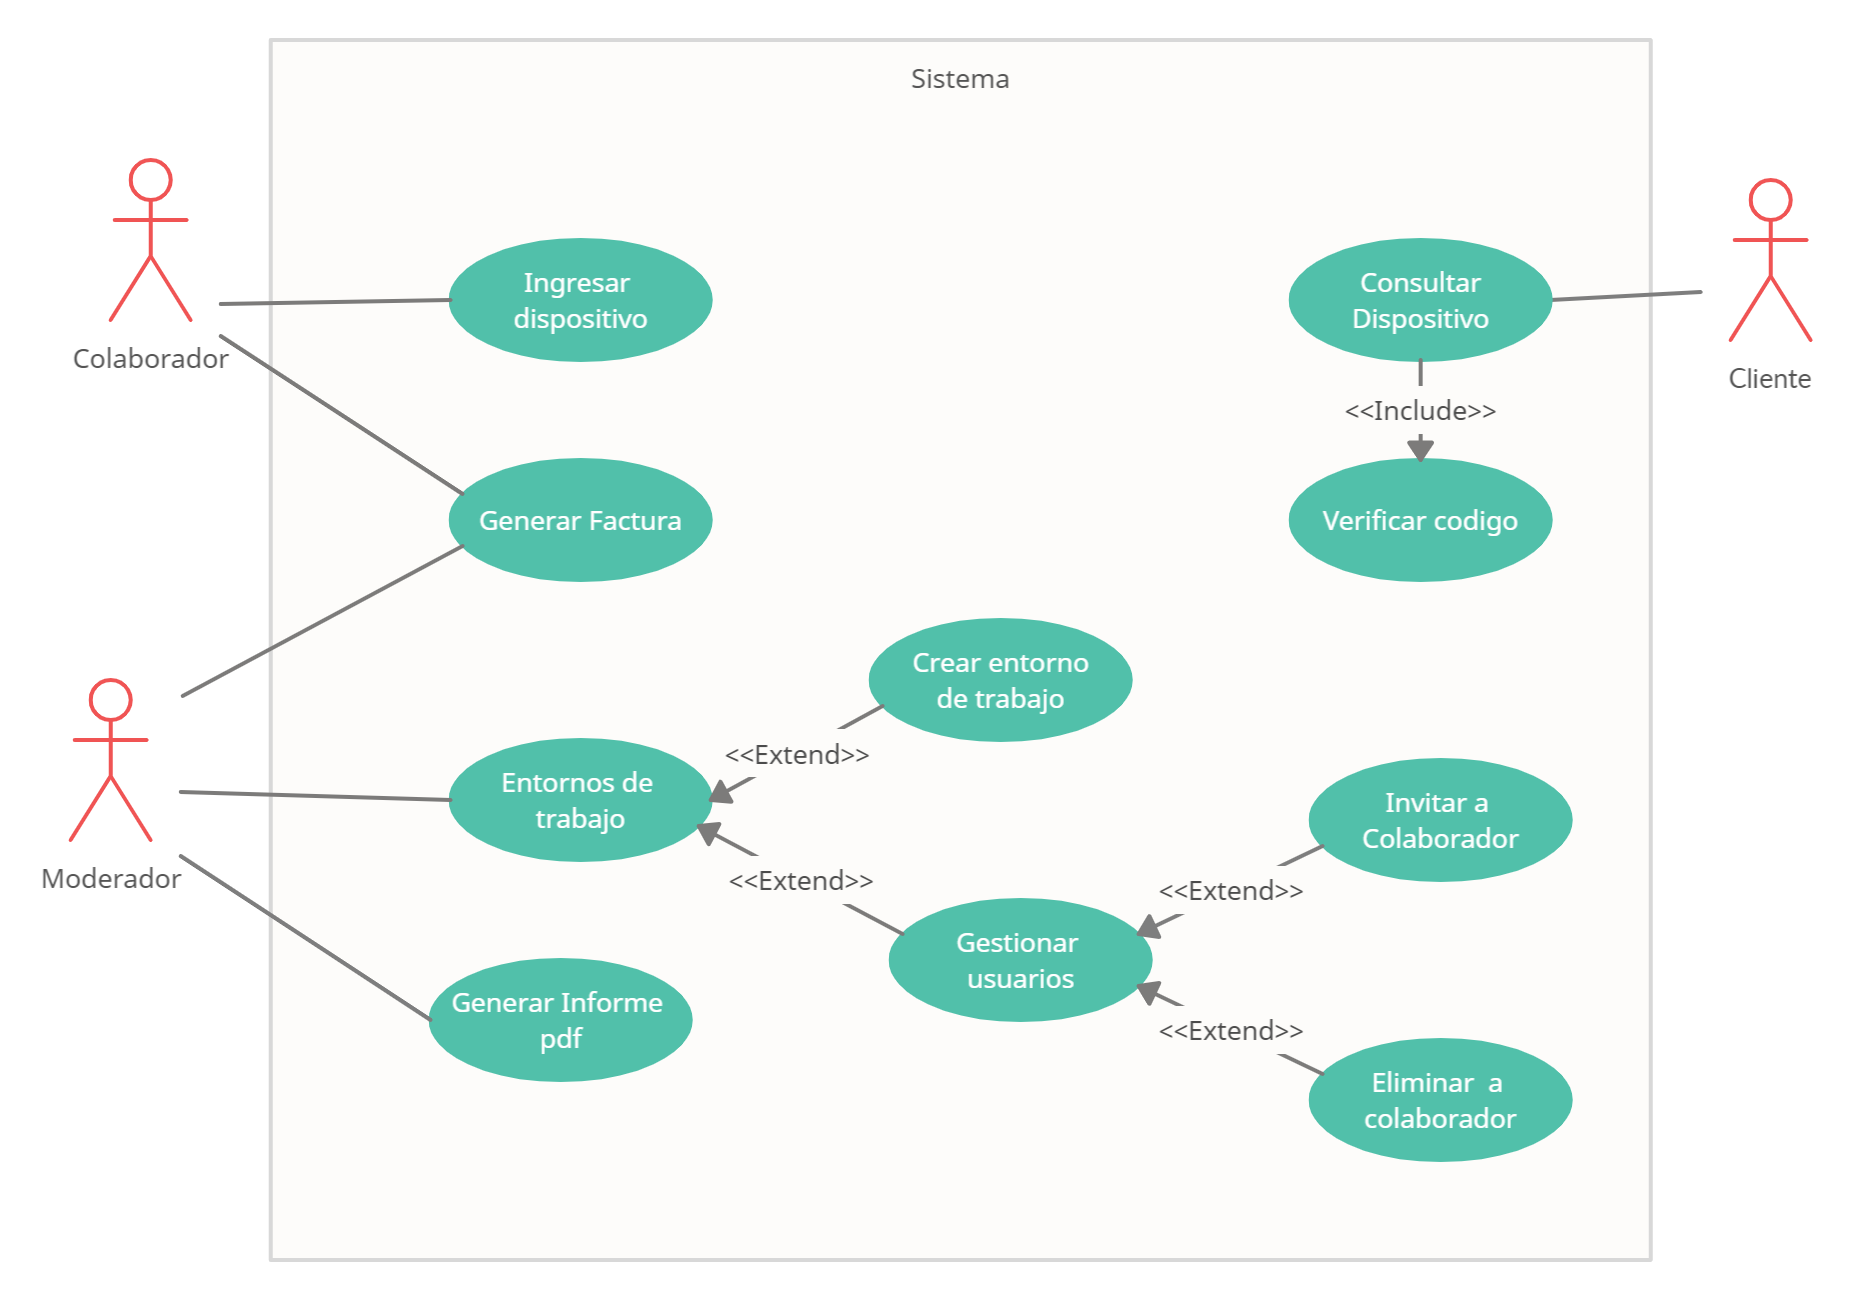 Sistema
Ingresar
dispositivo
Consultar
Dispositivo
Colaborador
Cliente
<<Include>>
Generar Factura
Verificar codigo
Crear entorno
de trabajo
<<Extend>>
Entornos de
trabajo
Invitar a
Colaborador
Moderador
<<Extend>>
<<Extend>>
Gestionar
usuarios
Generar Informe
pdf
<<Extend>>
Eliminar  a
colaborador